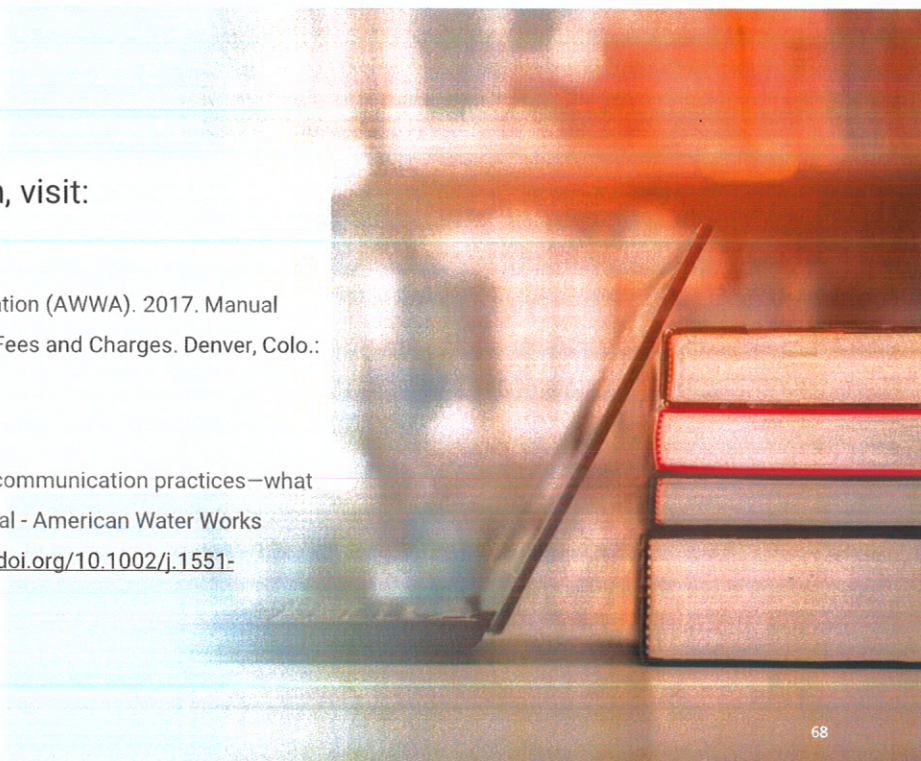 , visit:
ation (AWWA). 2017. Manual
Fees and Charges. Denver, Colo.:
communication practices—what
al - American Water Works
doi.org/10.1002/j.1551-
68